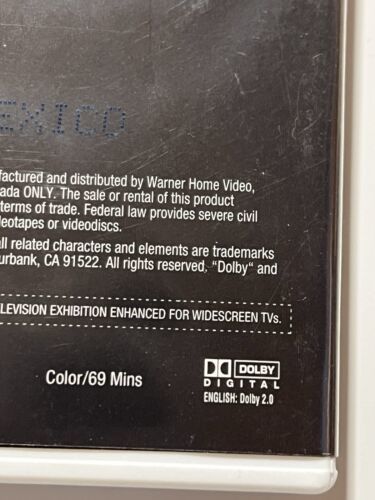 EXICO
factured and distributed by Warner Home Video,
ada ONLY. The sale or rental of this product
terms of trade. Federal law provides severe civil
eotapes or videodiscs.
all related characters and elements are trademarks
urbank, CA 91522. All rights reserved. "Dolby" and
LEVISION EXHIBITION ENHANCED FOR WIDESCREEN TVs.
Color/69 Mins
DOLBY
DIGITAL
ENGLISH: Dolby 2.0